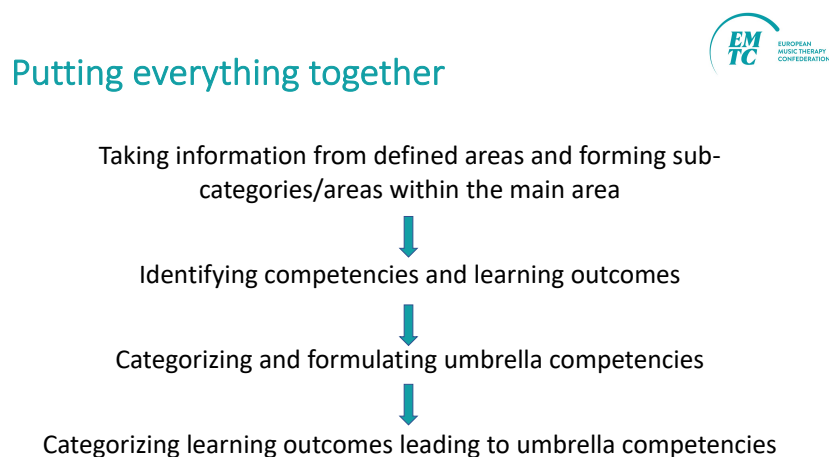 EM
TC
EUROPEAN
MUSIC THERAPY
CONFEDERATION
Putting everything together
Taking information from defined areas and forming sub-
categories/areas within the main area
Identifying competencies and learning outcomes
Categorizing and formulating umbrella competencies
Categorizing learning outcomes leading to umbrella competencies